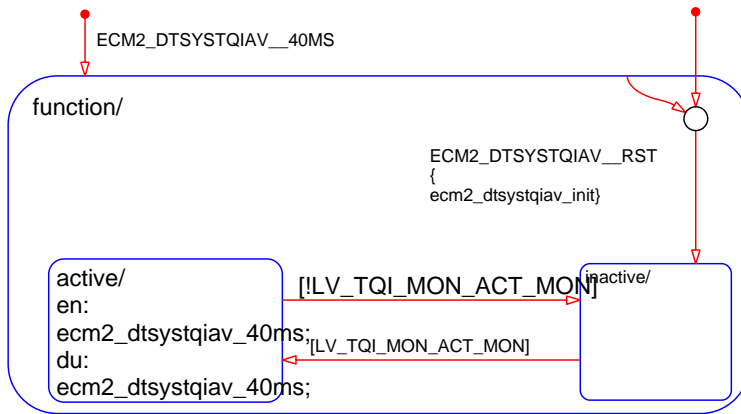 ECM2_DTSYSTQIAV__40MS
function/
ECM2_DTSYSTQIAV__RST
{
ecm2_dtsystqiav_init}
active/
en:
ecm2_dtsystqiav_40ms;
du:
ecm2_dtsystqiav_40ms;
[!LV_TQI_MON_ACT_MON]
[LV_TQI_MON_ACT_MON]
inactive/